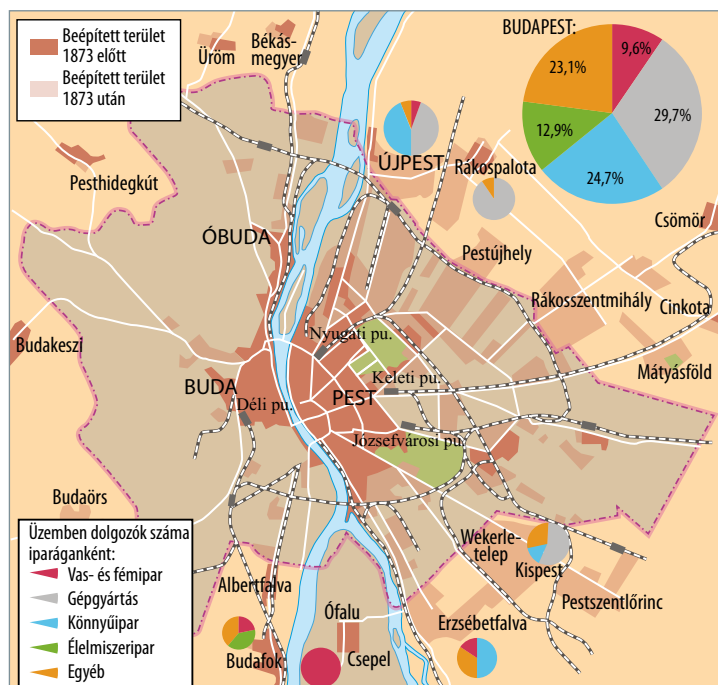 Beépített terület
1873 előtt
Beépített terület
1873 után
Üröm
Békás-
megyer
BUDAPEST:
9,6%
29,7%
24,7%
12,9%
23,1%
ÚJPEST
Rákospalota
Pesthidegkút
Csömör
ÓBUDA
Pestújhely
Rákosszentmihály
Cinkota
Budakeszi
Nyugati pu.
Mátyásföld
Keleti pu.
BUDA
PEST
Déli pu.
Józsefvárosi pu.
Budaörs
Üzemben dolgozók száma
iparáganként:
Vas- és fémipar
Gépgyártás
Könnyűipar
Élelmiszeripar
Egyéb
Wekerle-
telep
Kispest
Albertfalva
Pestszentlőrinc
Ófalu
Erzsébetfalva
Budafok
Csepel